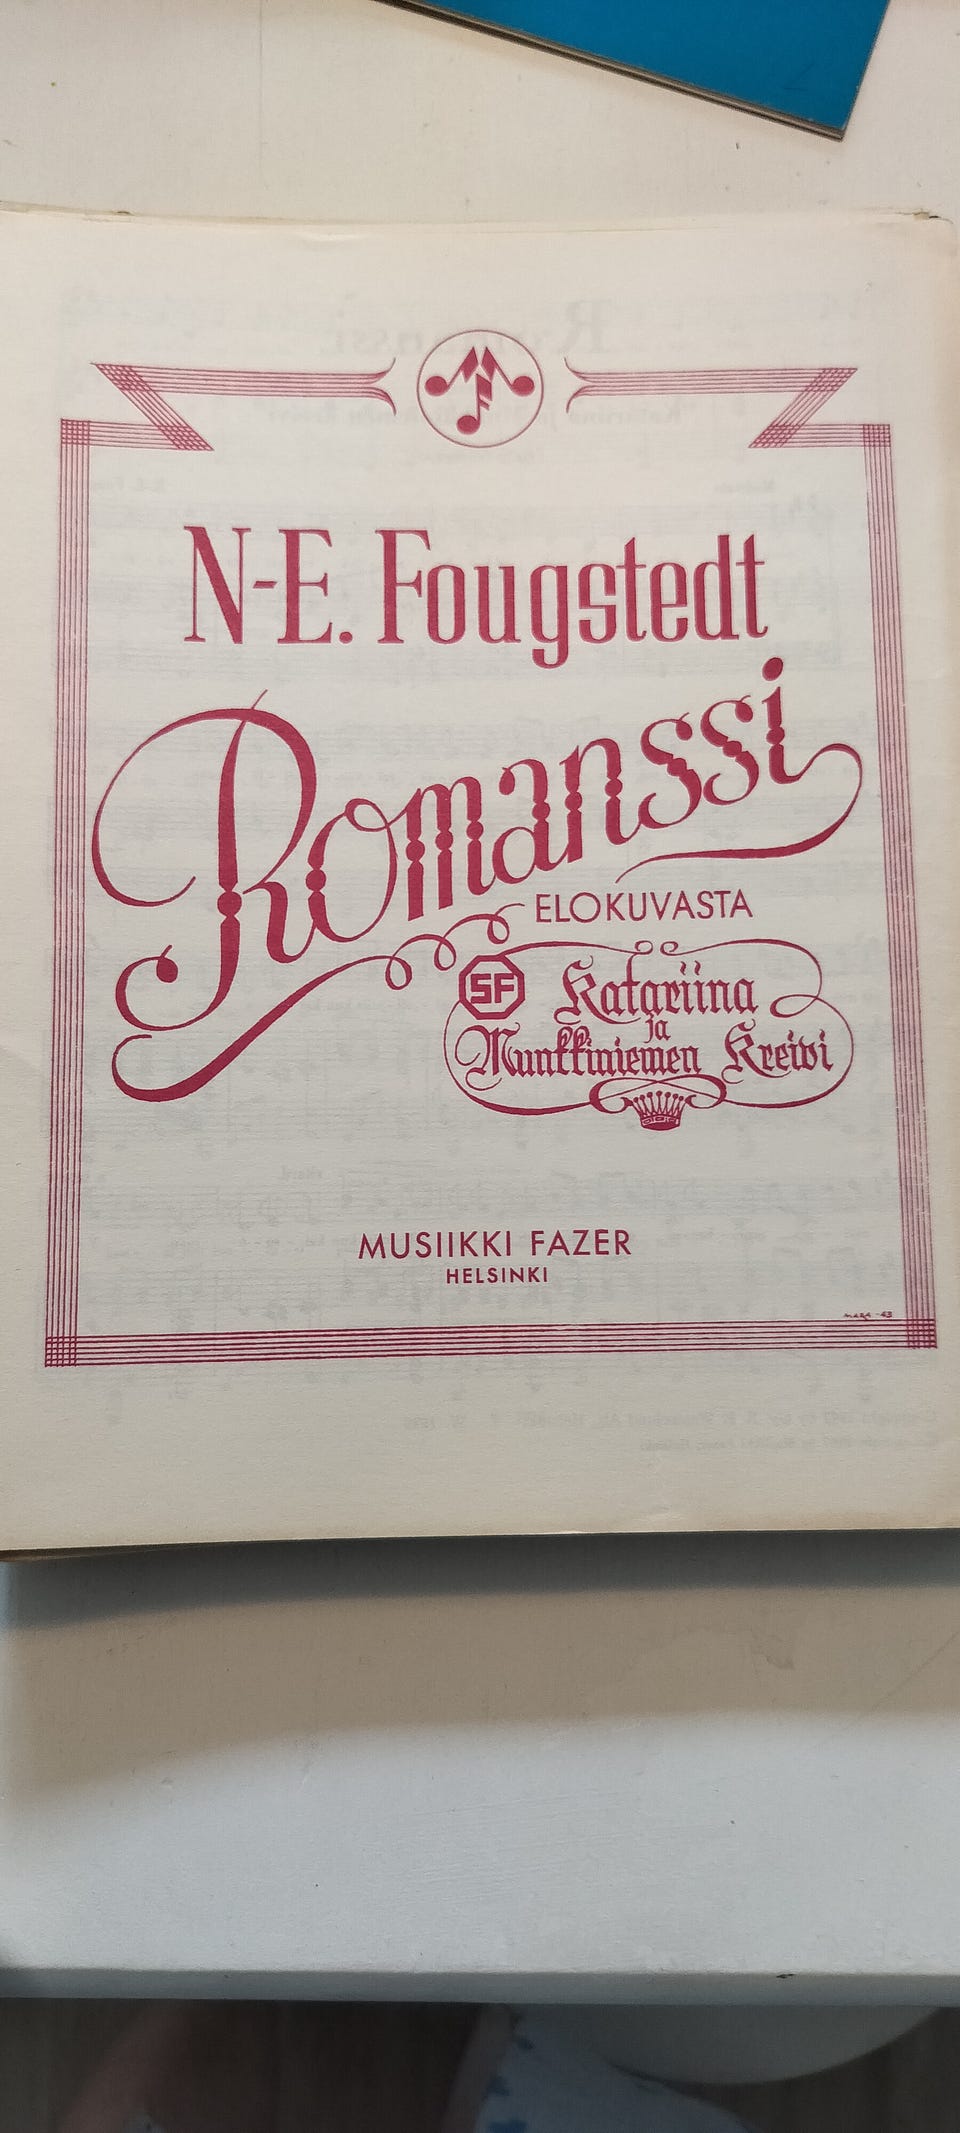 N-E. Fougstedt
Romanssi
ELOKUVASTA
SF
Katariina
ja
Munkkiniemen Kreivi
MUSIIKKI FAZER
HELSINKI